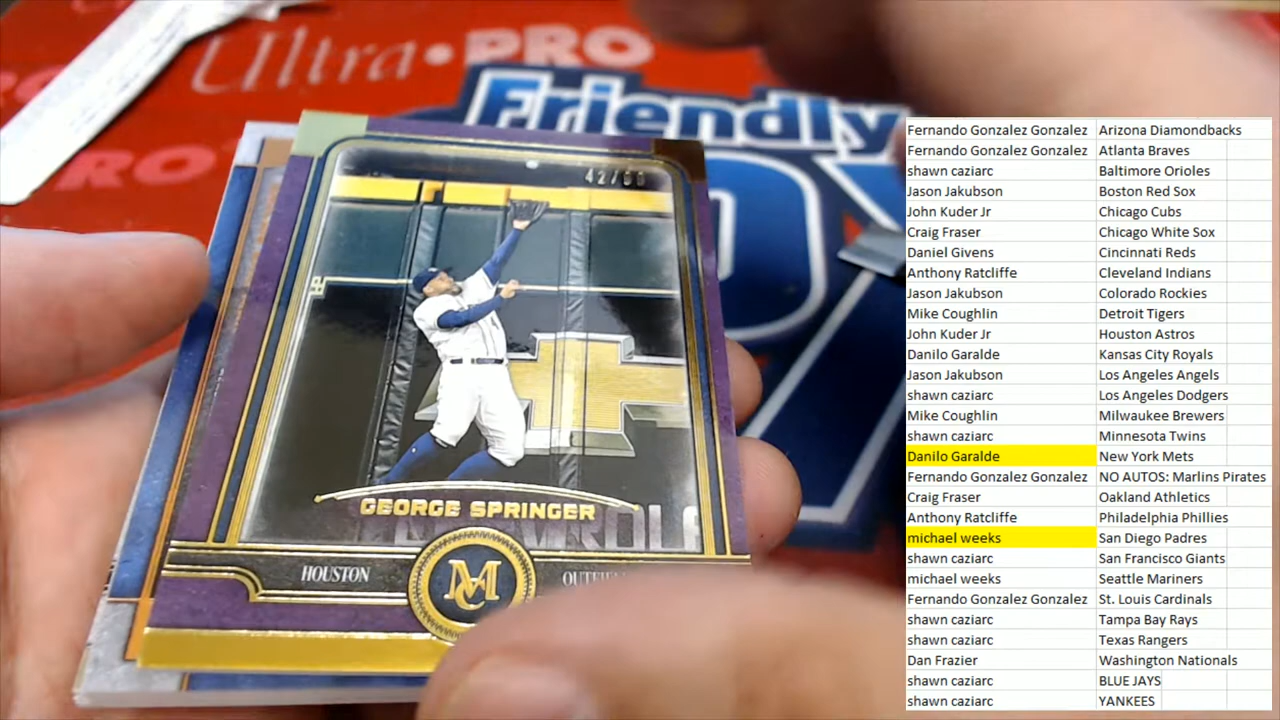 Ultra•PRO
PRO
Friendly
42/
GEORGE SPRINGER
HOUSTON
MC
Fernando Gonzalez Gonzalez Arizona Diamondbacks
Fernando Gonzalez Gonzalez Atlanta Braves
shawn caziarc Baltimore Orioles
Jason Jakubson Boston Red Sox
John Kuder Jr Chicago Cubs
Craig Fraser Chicago White Sox
Daniel Givens Cincinnati Reds
Anthony Ratcliffe Cleveland Indians
Jason Jakubson Colorado Rockies
Mike Coughlin Detroit Tigers
John Kuder Jr Houston Astros
Danilo Garalde Kansas City Royals
Jason Jakubson Los Angeles Angels
shawn caziarc Los Angeles Dodgers
Mike Coughlin Milwaukee Brewers
shawn caziarc Minnesota Twins
Danilo Garalde New York Mets
Fernando Gonzalez Gonzalez NO AUTOS: Marlins Pirates
Craig Fraser Oakland Athletics
Anthony Ratcliffe Philadelphia Phillies
michael weeks San Diego Padres
shawn caziarc San Francisco Giants
michael weeks Seattle Mariners
Fernando Gonzalez Gonzalez St. Louis Cardinals
shawn caziarc Tampa Bay Rays
shawn caziarc Texas Rangers
Dan Frazier Washington Nationals
shawn caziarc BLUE JAYS
shawn caziarc YANKEES